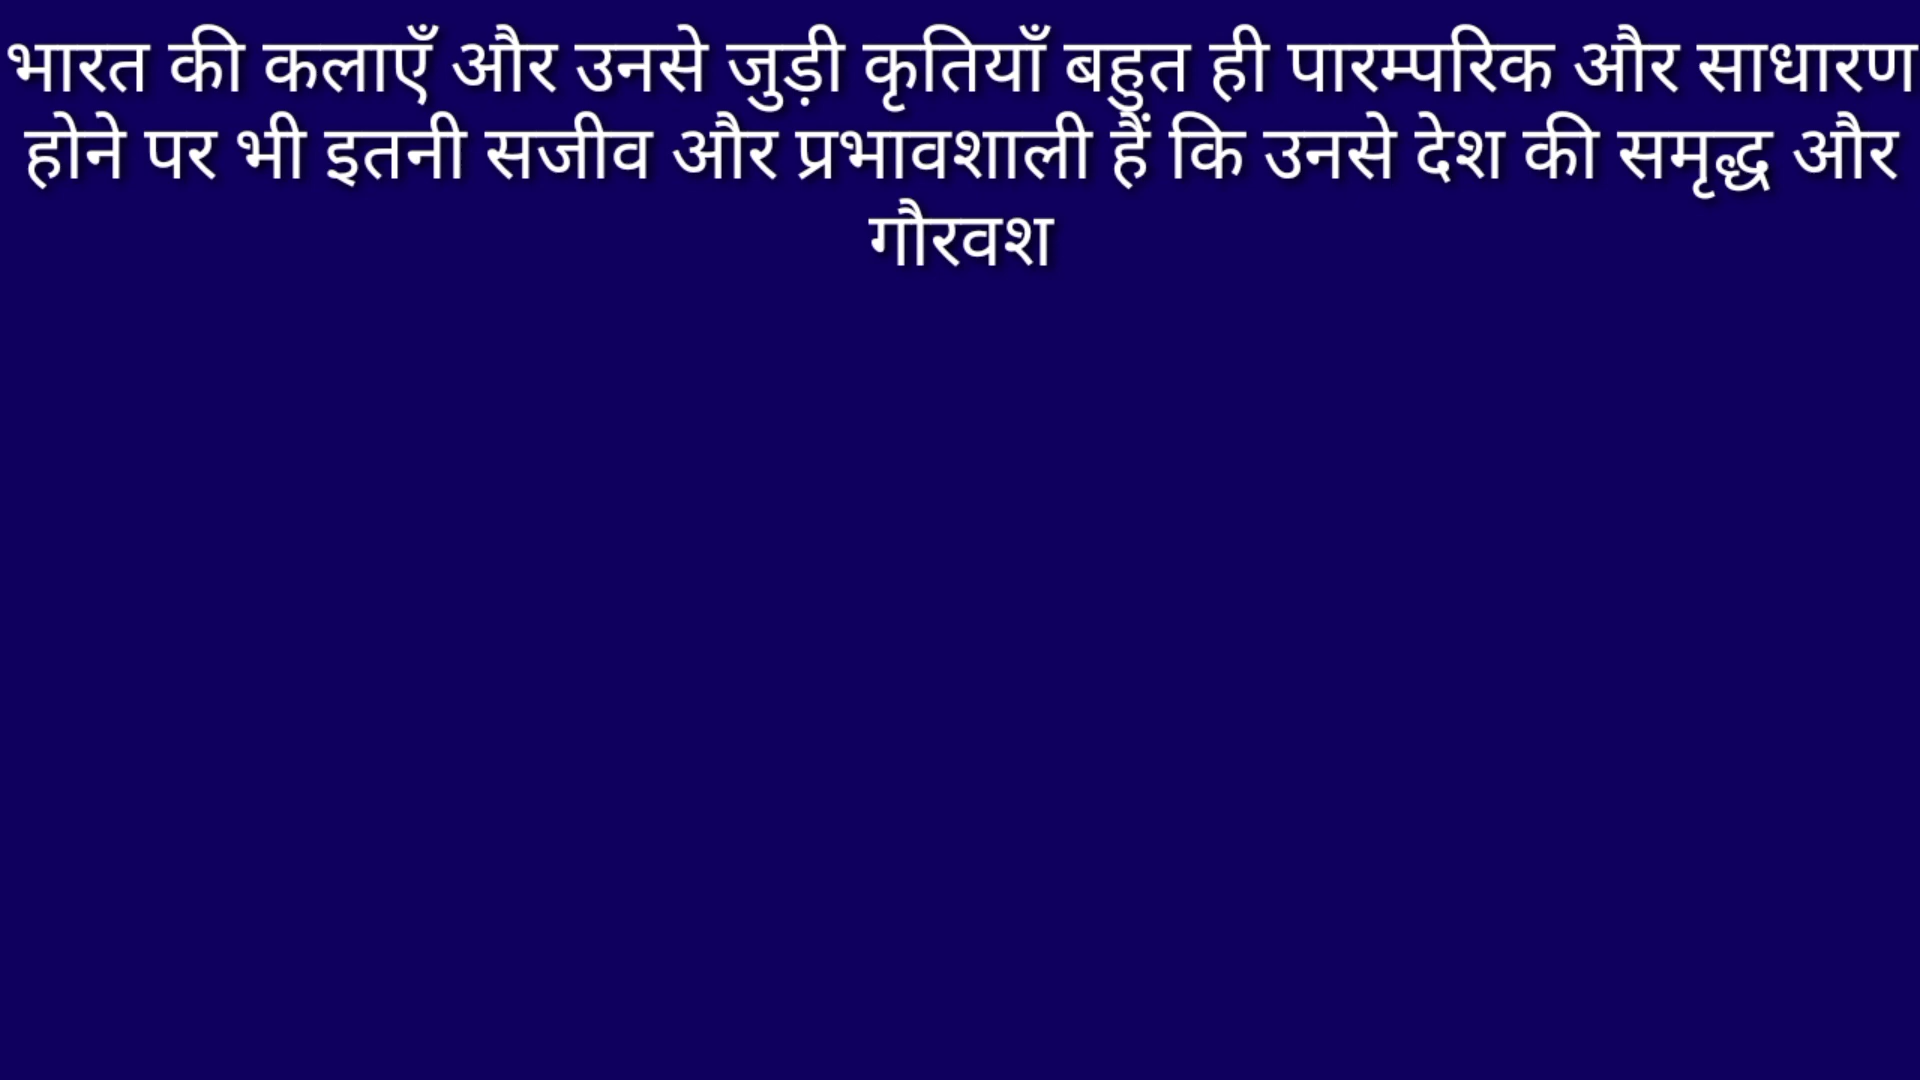 भारत की कलाएँ और उनसे जुड़ी कृतियाँ बहुत ही पारम्परिक और साधारण
होने पर भी इतनी सजीव और प्रभावशाली हैं कि उनसे देश की समृद्ध और
गौरवश